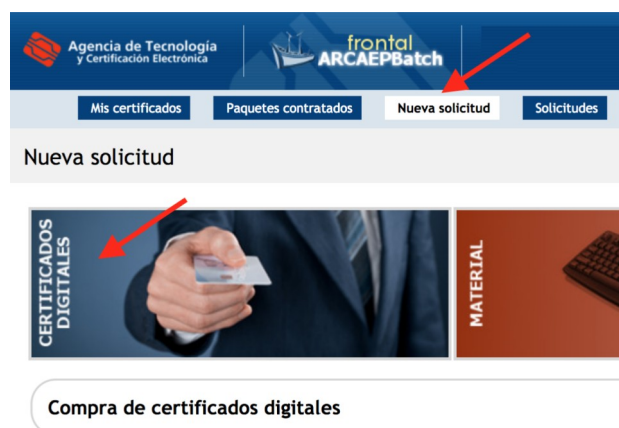 Agencia de Tecnología
y Certificación Electrónica
frontal
ARCAEPBatch
Mis certificados
Paquetes contratados
Nueva solicitud
Solicitudes
Nueva solicitud
CERTIFICADOS
DIGITALES
MATERIAL
Compra de certificados digitales